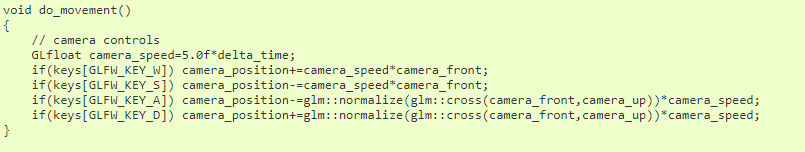 void do_movement()
{
    // camera controls
    GLfloat camera_speed=5.0f*delta_time;
    if(keys[GLFW_KEY_W]) camera_position+=camera_speed*camera_front;
    if(keys[GLFW_KEY_S]) camera_position-=camera_speed*camera_front;
    if(keys[GLFW_KEY_A]) camera_position-=glm::normalize(glm::cross(camera_front,camera_up))*camera_speed;
    if(keys[GLFW_KEY_D]) camera_position+=glm::normalize(glm::cross(camera_front,camera_up))*camera_speed;
}